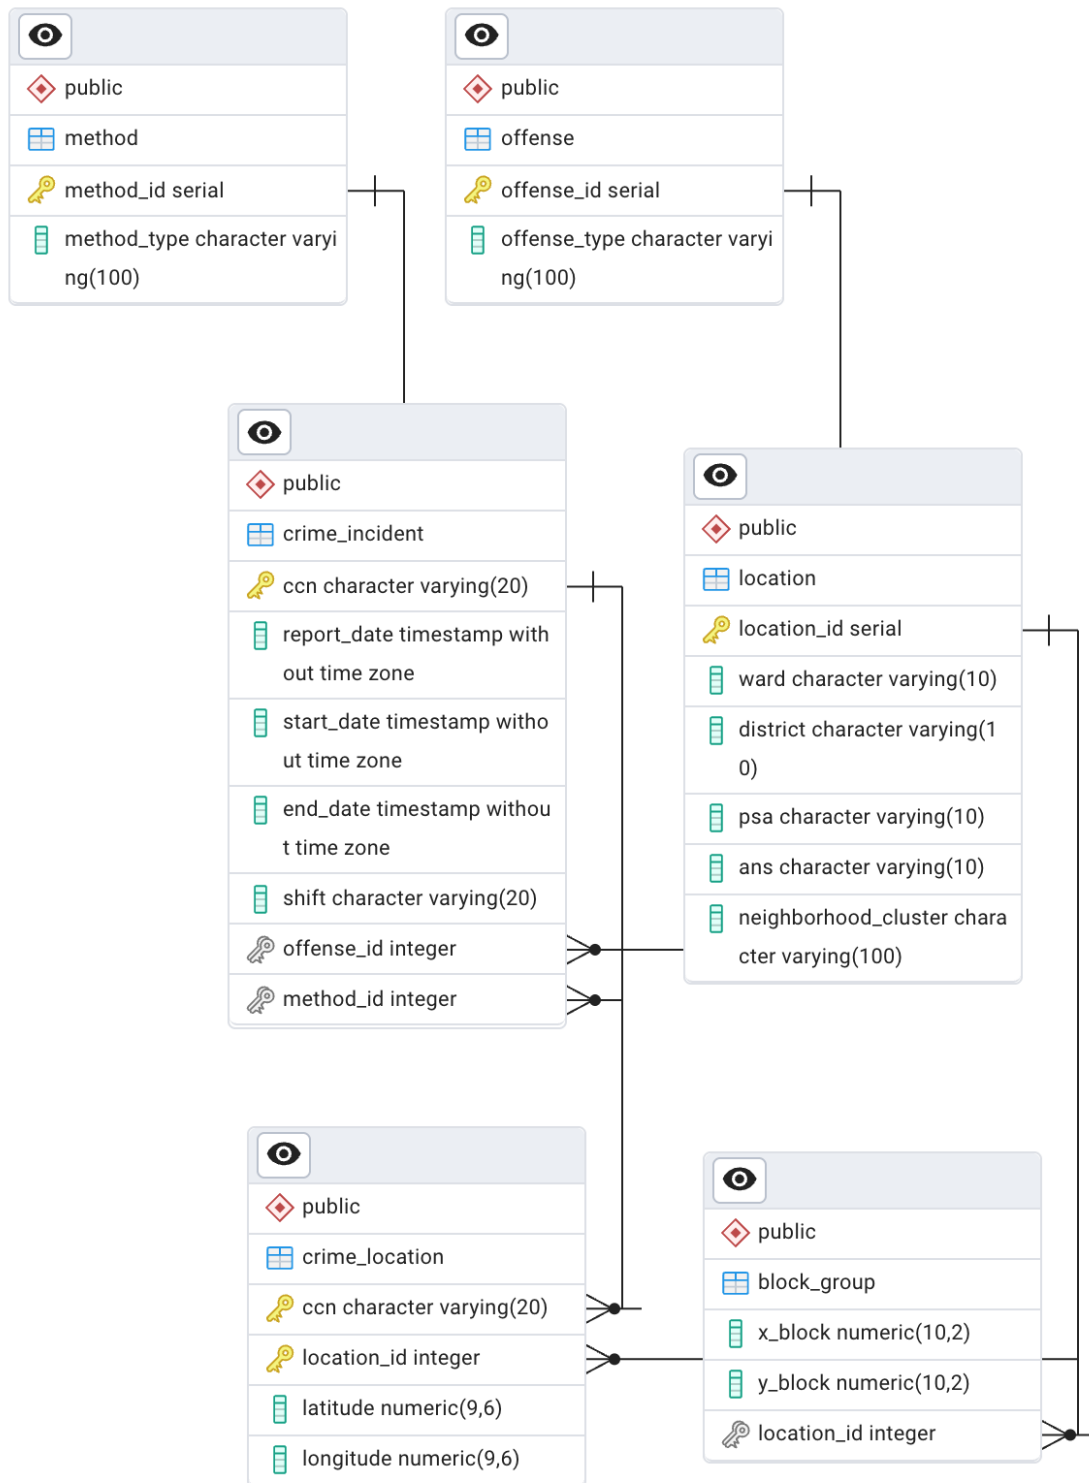 public
method
method_id serial
method_type character varyi
ng(100)
public
offense
offense_id serial
offense_type character varyi
ng(100)
public
crime_incident
ccn character varying(20)
report_date timestamp with
out time zone
start_date timestamp witho
ut time zone
end_date timestamp withou
t time zone
shift character varying(20)
offense_id integer
method_id integer
public
location
location_id serial
ward character varying(10)
district character varying(1
0)
psa character varying(10)
ans character varying(10)
neighborhood_cluster chara
cter varying(100)
public
crime_location
ccn character varying(20)
location_id integer
latitude numeric(9,6)
longitude numeric(9,6)
public
block_group
x_block numeric(10,2)
y_block numeric(10,2)
location_id integer